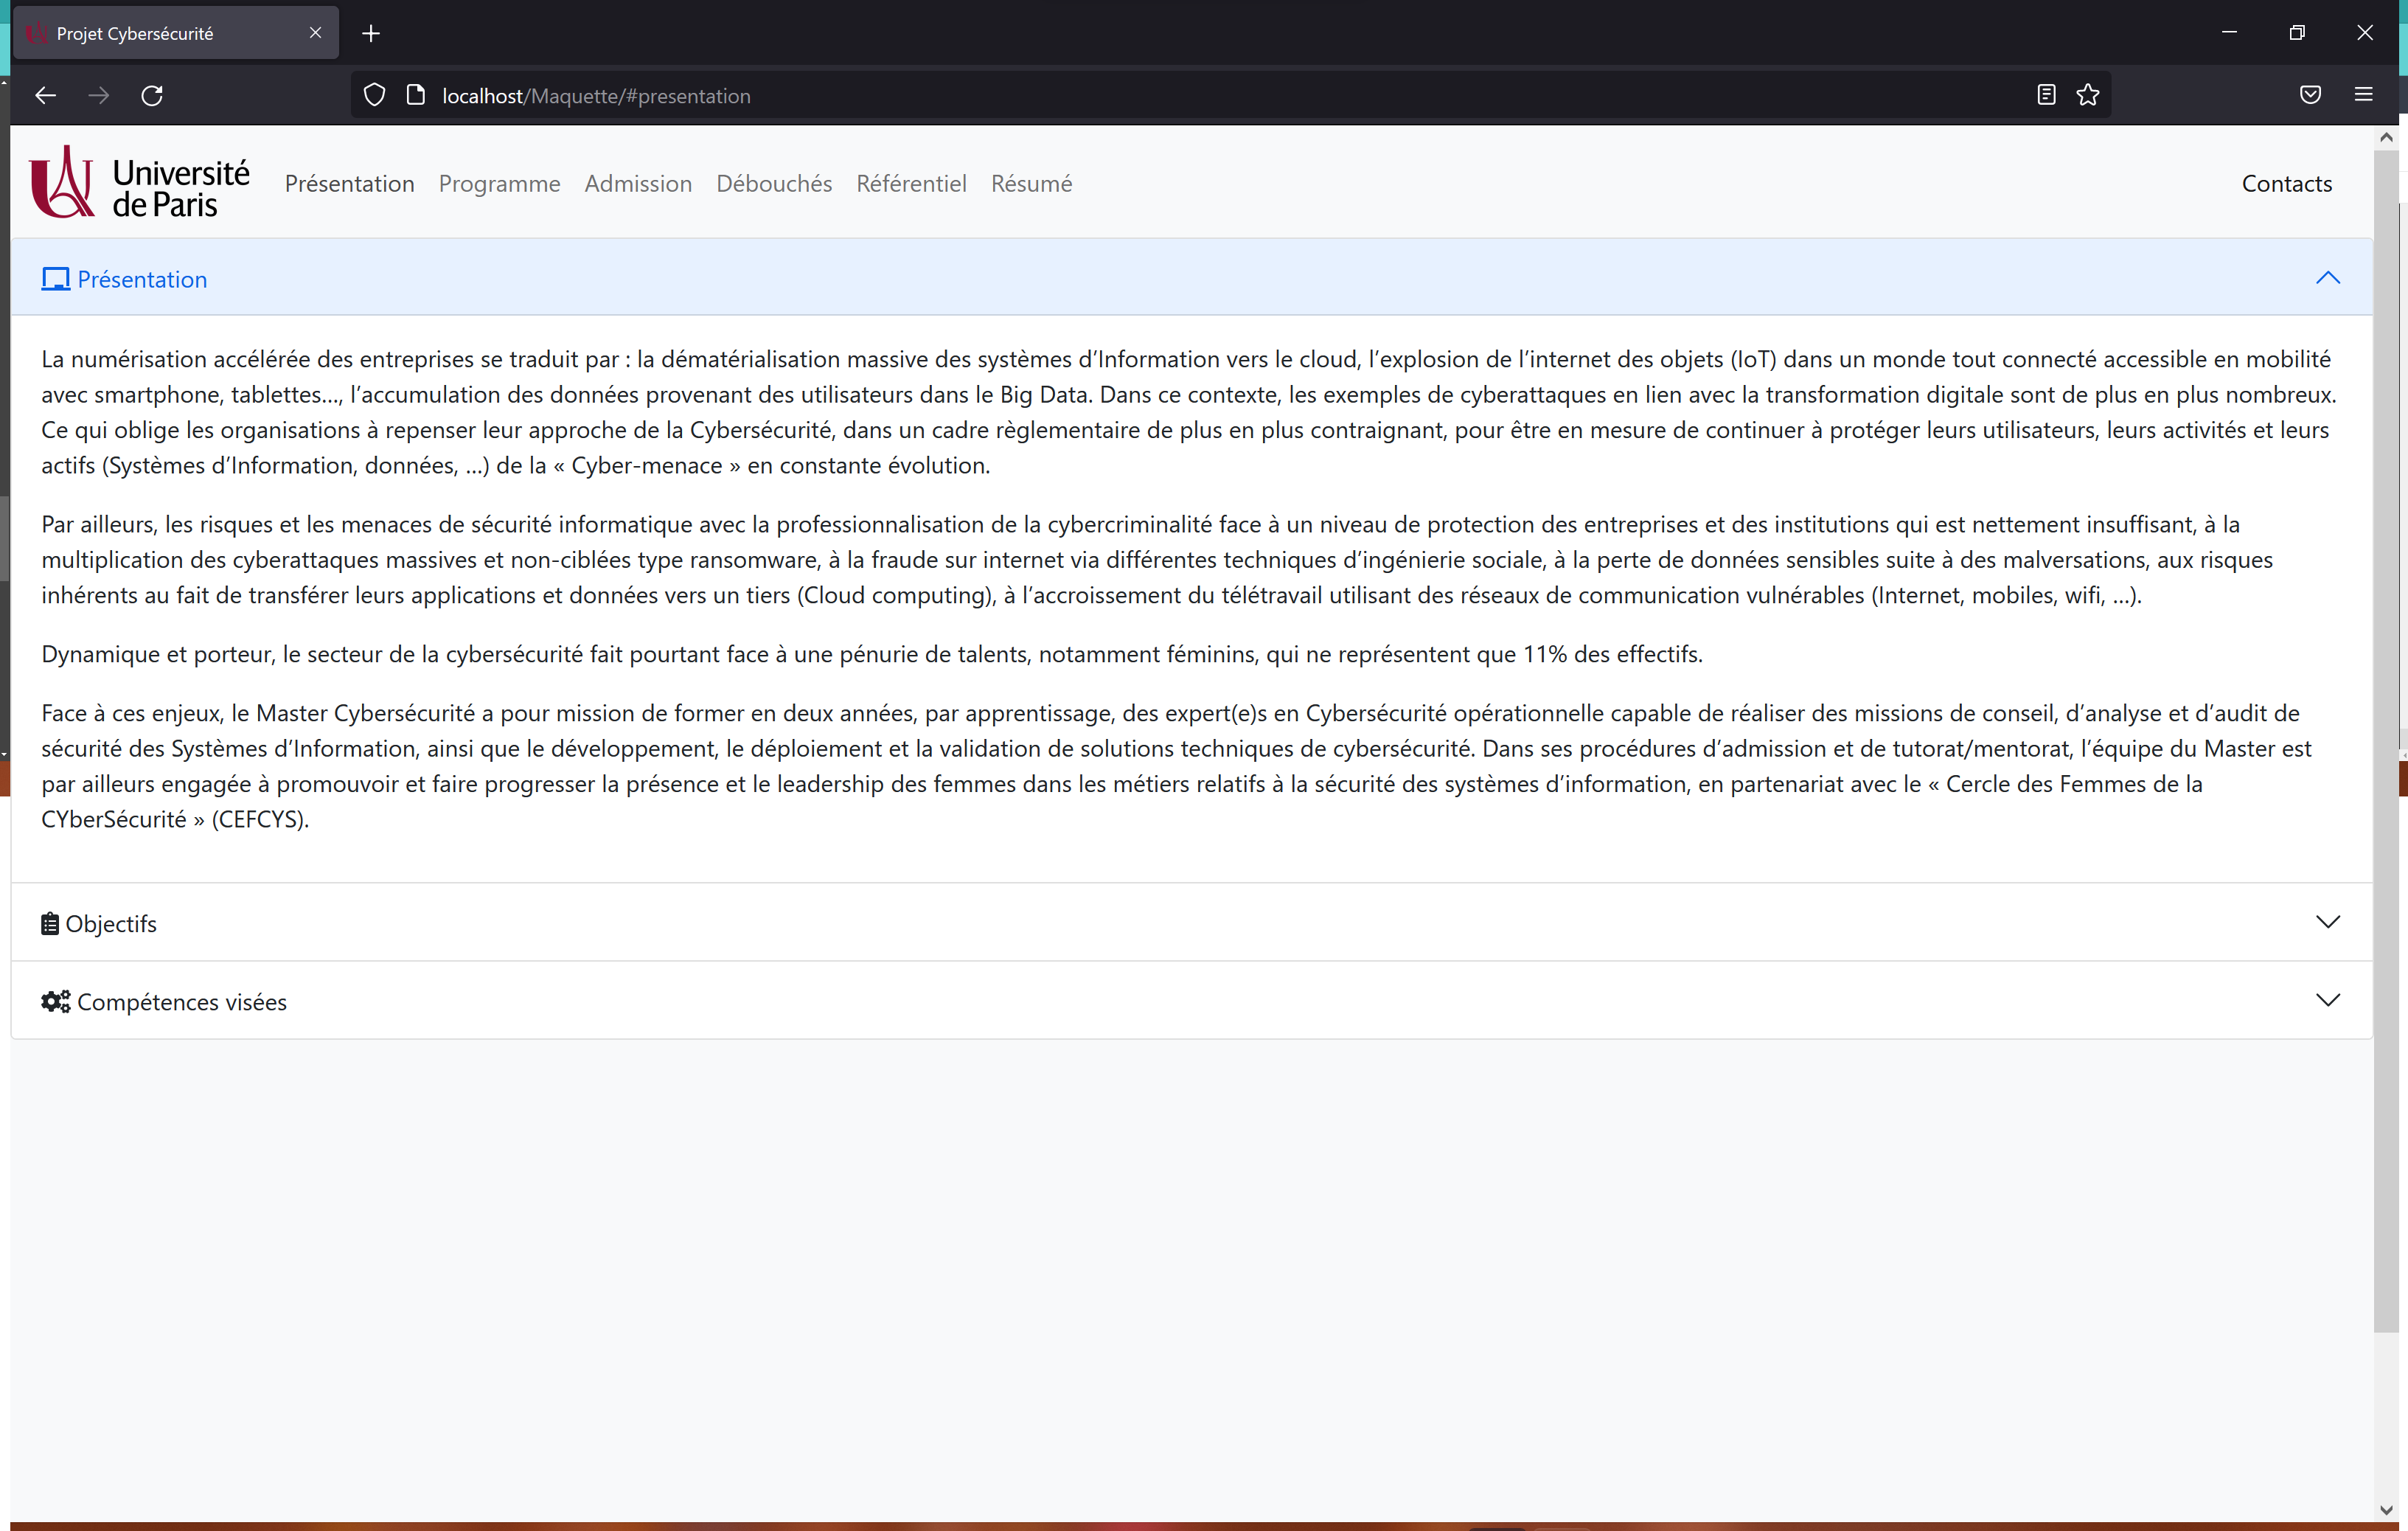 Projet Cybersécurité
localhost/Maquette/#presentation
Université
de Paris
Présentation Programme Admission Débouchés Référentiel Résumé Contacts
Présentation
La numérisation accélérée des entreprises se traduit par : la dématérialisation massive des systèmes d’Information vers le cloud, l’explosion de l’internet des objets (IoT) dans un monde tout connecté accessible en mobilité
avec smartphone, tablettes…, l’accumulation des données provenant des utilisateurs dans le Big Data. Dans ce contexte, les exemples de cyberattaques en lien avec la transformation digitale sont de plus en plus nombreux.
Ce qui oblige les organisations à repenser leur approche de la Cybersécurité, dans un cadre règlementaire de plus en plus contraignant, pour être en mesure de continuer à protéger leurs utilisateurs, leurs activités et leurs
actifs (Systèmes d’Information, données, …) de la « Cyber-menace » en constante évolution.
Par ailleurs, les risques et les menaces de sécurité informatique avec la professionnalisation de la cybercriminalité face à un niveau de protection des entreprises et des institutions qui est nettement insuffisant, à la
multiplication des cyberattaques massives et non-ciblées type ransomware, à la fraude sur internet via différentes techniques d’ingénierie sociale, à la perte de données sensibles suite à des malversations, aux risques
inhérents au fait de transférer leurs applications et données vers un tiers (Cloud computing), à l’accroissement du télétravail utilisant des réseaux de communication vulnérables (Internet, mobiles, wifi, …).
Dynamique et porteur, le secteur de la cybersécurité fait pourtant face à une pénurie de talents, notamment féminins, qui ne représentent que 11% des effectifs.
Face à ces enjeux, le Master Cybersécurité a pour mission de former en deux années, par apprentissage, des expert(e)s en Cybersécurité opérationnelle capable de réaliser des missions de conseil, d’analyse et d’audit de
sécurité des Systèmes d’Information, ainsi que le développement, le déploiement et la validation de solutions techniques de cybersécurité. Dans ses procédures d’admission et de tutorat/mentorat, l’équipe du Master est
par ailleurs engagée à promouvoir et faire progresser la présence et le leadership des femmes dans les métiers relatifs à la sécurité des systèmes d’information, en partenariat avec le « Cercle des Femmes de la
CYberSécurité » (CEFCYS).
Objectifs
Compétences visées